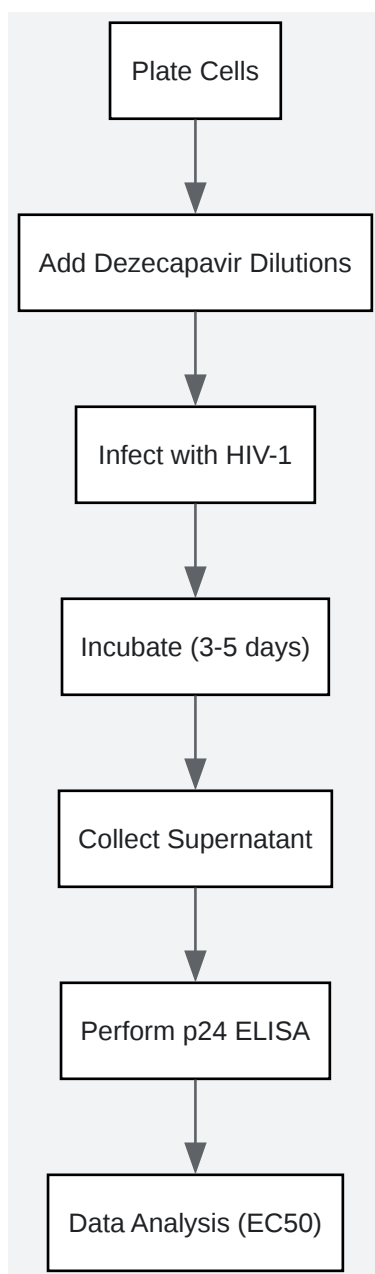 Plate Cells
Add Dezecapavir Dilutions
Infect with HIV-1
Incubate (3-5 days)
Collect Supernatant
Perform p24 ELISA
Data Analysis (EC50)